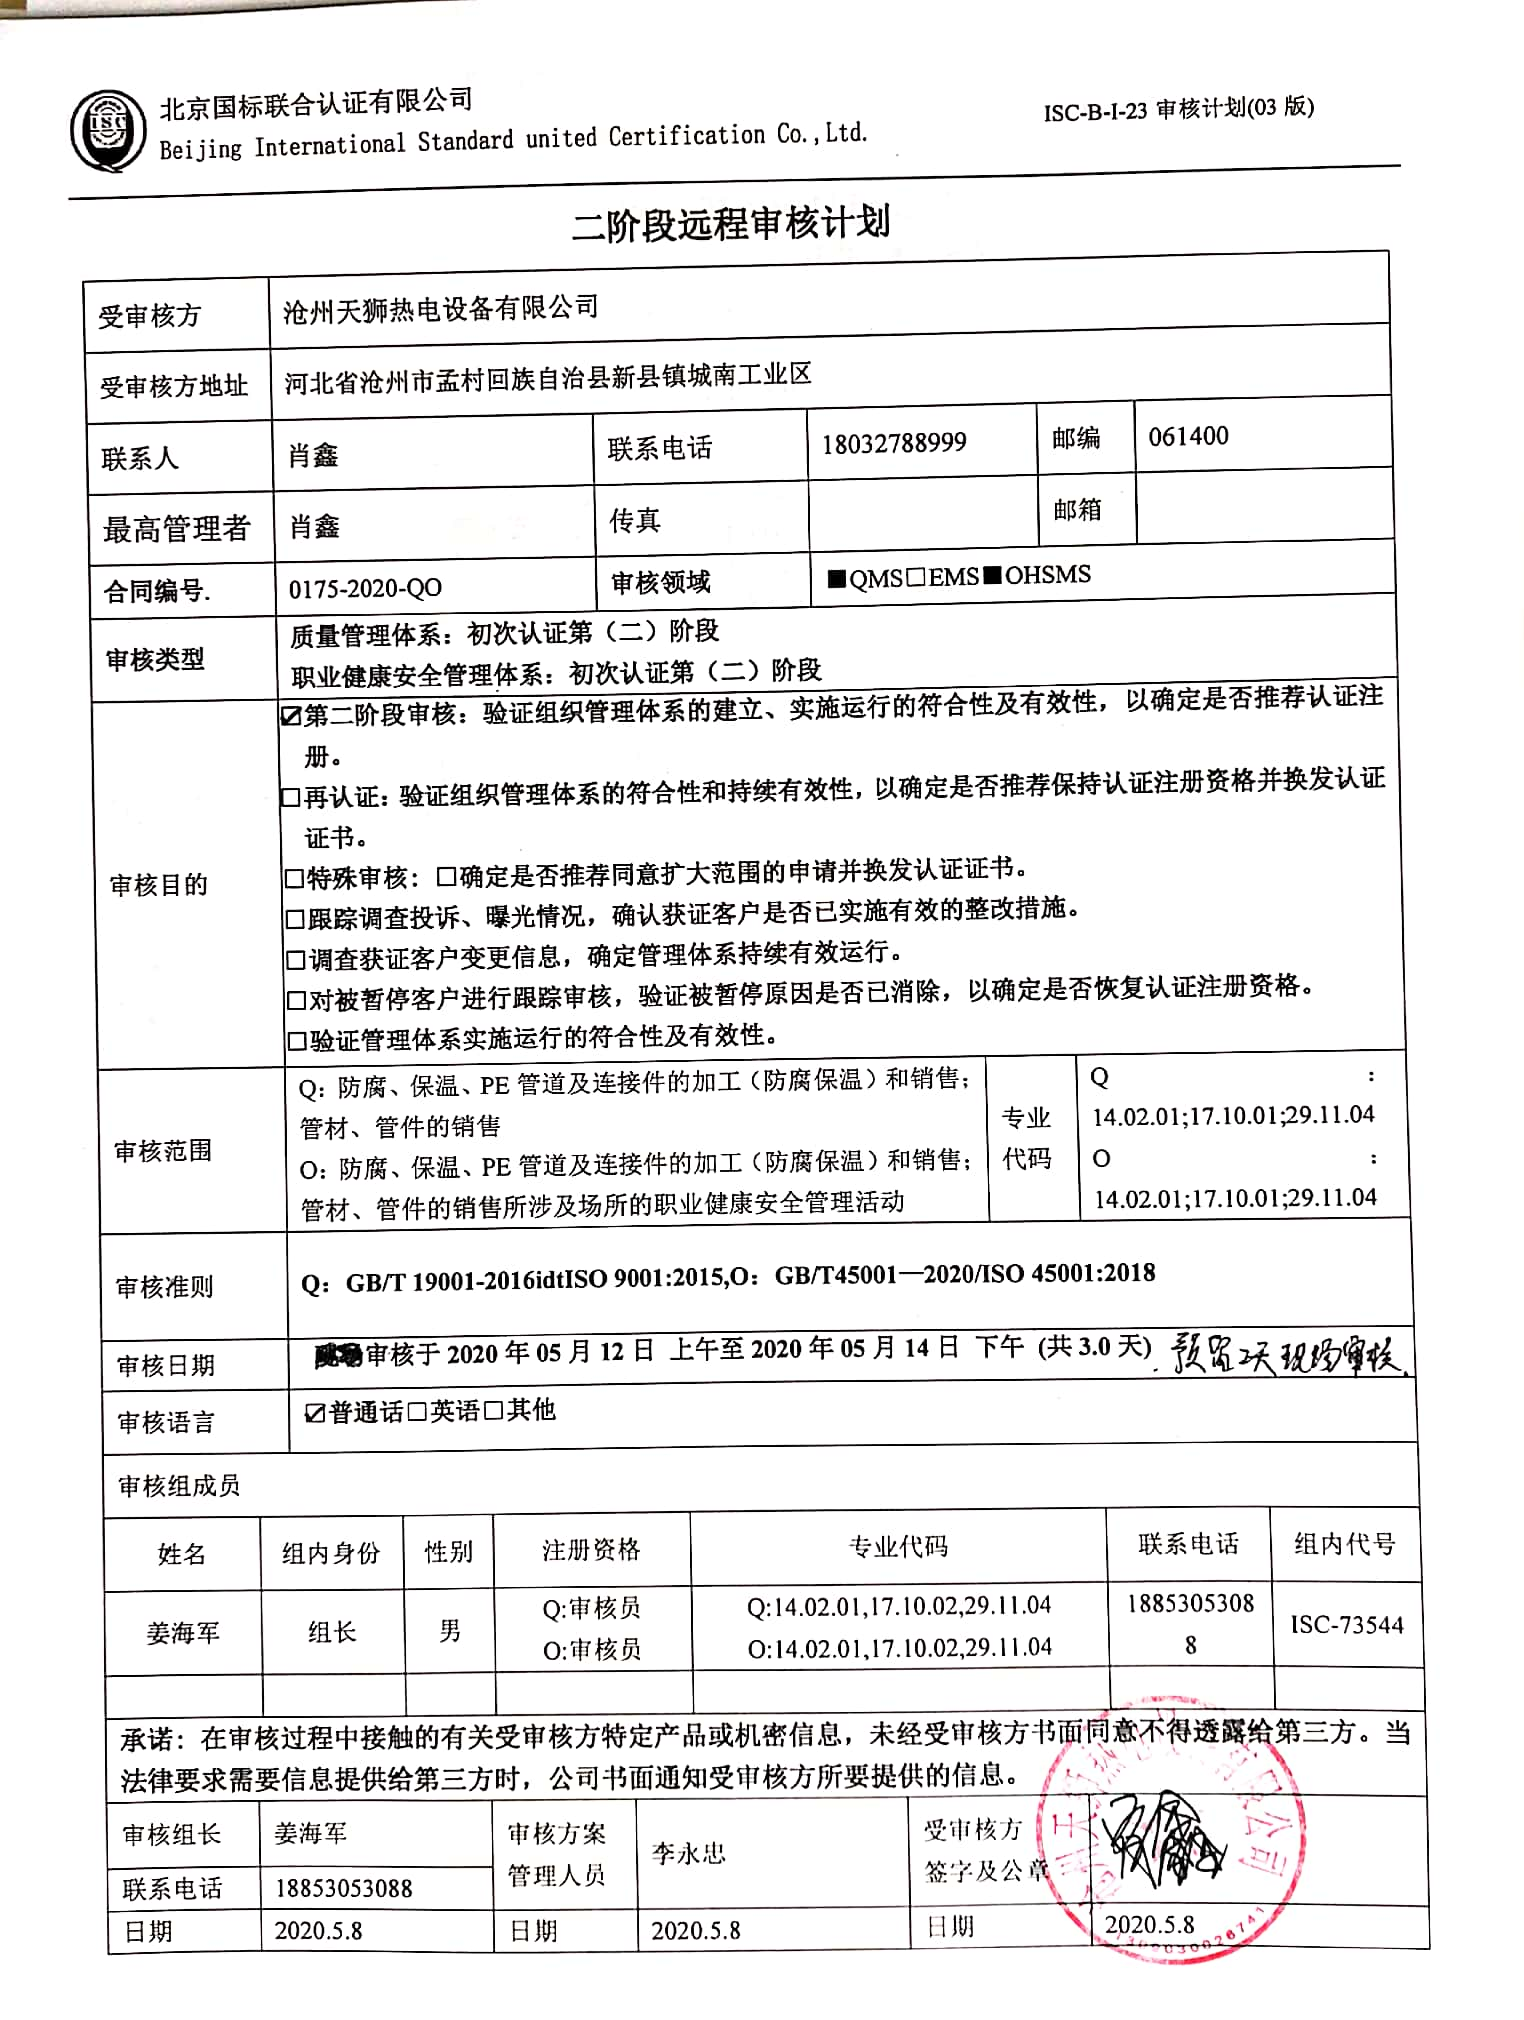 北京国标联合认证有限公司
Beijing International Standard united Certification Co.,Ltd.
ISC-B-I-23 审核计划(03 版)
二阶段远程审核计划
受审核方 沧州天狮热电设备有限公司
受审核方地址 河北省沧州市孟村回族自治县新县镇城南工业区
联系人 肖鑫 联系电话 18032788999 邮编 061400
最高管理者 肖鑫 传真 邮箱
合同编号. 0175-2020-QO 审核领域 ■QMS□EMS■OHSMS
审核类型
质量管理体系：初次认证第（二）阶段
职业健康安全管理体系：初次认证第（二）阶段
审核目的
☑第二阶段审核：验证组织管理体系的建立、实施运行的符合性及有效性，以确定是否推荐认证注
册。
□再认证：验证组织管理体系的符合性和持续有效性，以确定是否推荐保持认证注册资格并换发认证
证书。
□特殊审核：□确定是否推荐同意扩大范围的申请并换发认证证书。
□跟踪调查投诉、曝光情况，确认获证客户是否已实施有效的整改措施。
□调查获证客户变更信息，确定管理体系持续有效运行。
□对被暂停客户进行跟踪审核，验证被暂停原因是否已消除，以确定是否恢复认证注册资格。
□验证管理体系实施运行的符合性及有效性。
审核范围
Q：防腐、保温、PE 管道及连接件的加工（防腐保温）和销售；
管材、管件的销售
O：防腐、保温、PE 管道及连接件的加工（防腐保温）和销售；
管材、管件的销售所涉及场所的职业健康安全管理活动
专业
代码
Q ：
14.02.01;17.10.01;29.11.04
O ：
14.02.01;17.10.01;29.11.04
审核准则 Q：GB/T 19001-2016idtISO 9001:2015,O：GB/T45001—2020/ISO 45001:2018
审核日期 审核于 2020 年 05 月 12 日 上午至 2020 年 05 月 14 日 下午 (共 3.0 天). 预留2天现场审核.
审核语言 ☑普通话□英语□其他
审核组成员
姓名 组内身份 性别 注册资格 专业代码 联系电话 组内代号
姜海军 组长 男
Q:审核员
O:审核员
Q:14.02.01,17.10.02,29.11.04
O:14.02.01,17.10.02,29.11.04
1885305308
8
ISC-73544
承诺：在审核过程中接触的有关受审核方特定产品或机密信息，未经受审核方书面同意不得透露给第三方。当
法律要求需要信息提供给第三方时，公司书面通知受审核方所要提供的信息。
审核组长 姜海军
审核方案
管理人员
李永忠
受审核方
签字及公章
联系电话 18853053088
日期 2020.5.8 日期 2020.5.8 日期 2020.5.8